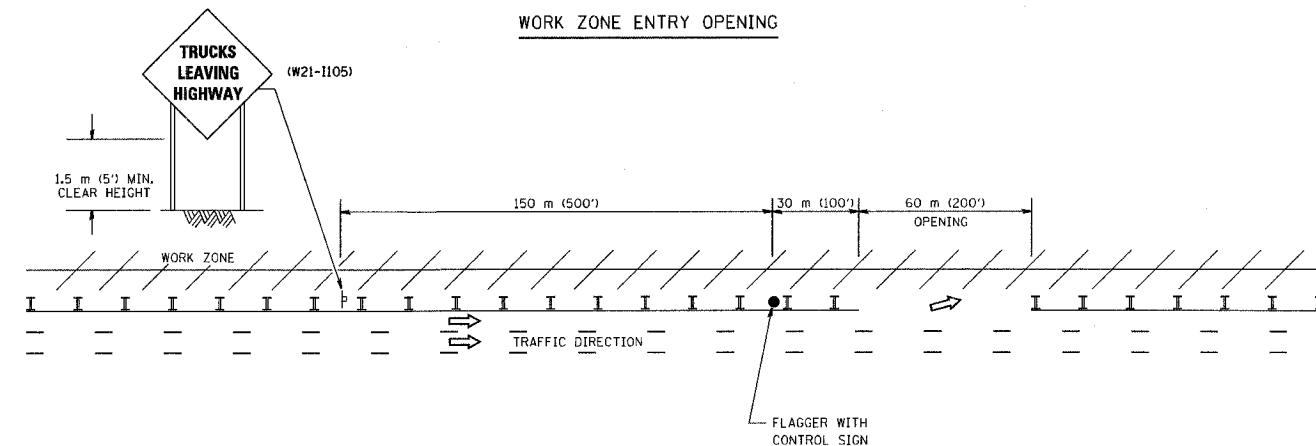 WORK ZONE ENTRY OPENING
TRUCKS
LEAVING
HIGHWAY
(W21-I105)
1.5 m (5') MIN.
CLEAR HEIGHT
150 m (500')
30 m (100')
60 m (200')
OPENING
WORK ZONE
TRAFFIC DIRECTION
FLAGGER WITH
CONTROL SIGN